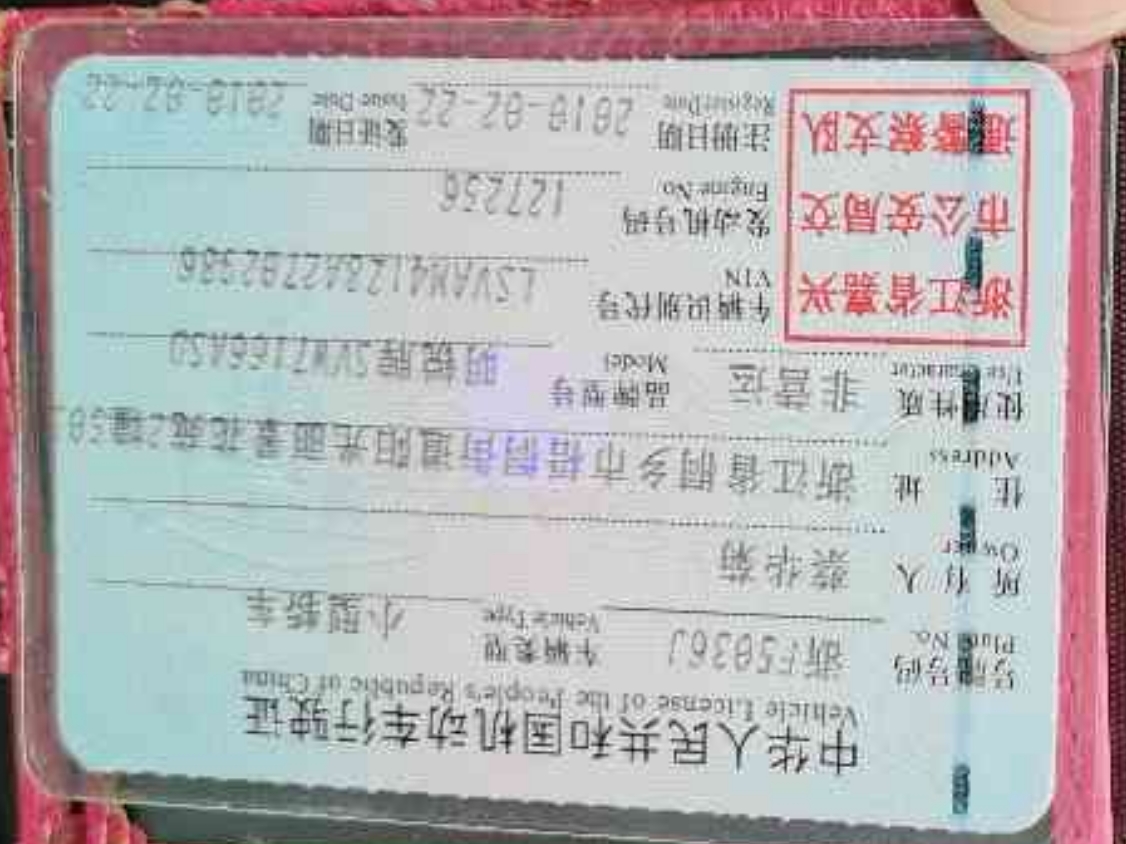 中华人民共和国机动车行驶证
Vehicle License of the People's Republic of China
号牌号码 浙F5036J 车辆类型 小型轿车
Plate No. Vehicle Type
所有人 蔡华菊
Owner
住址 浙江省桐乡市梧桐街道阳光丽景花苑
Address
使用性质 非营运 品牌型号 明锐牌SVW7166ASD
Use Character Model
浙江省嘉兴
市公安局交
通警察支队
车辆识别代号
VIN
发动机号码
Engine No.
注册日期 2010-02-22 发证日期 2010-02-22
Register Date Issue Date